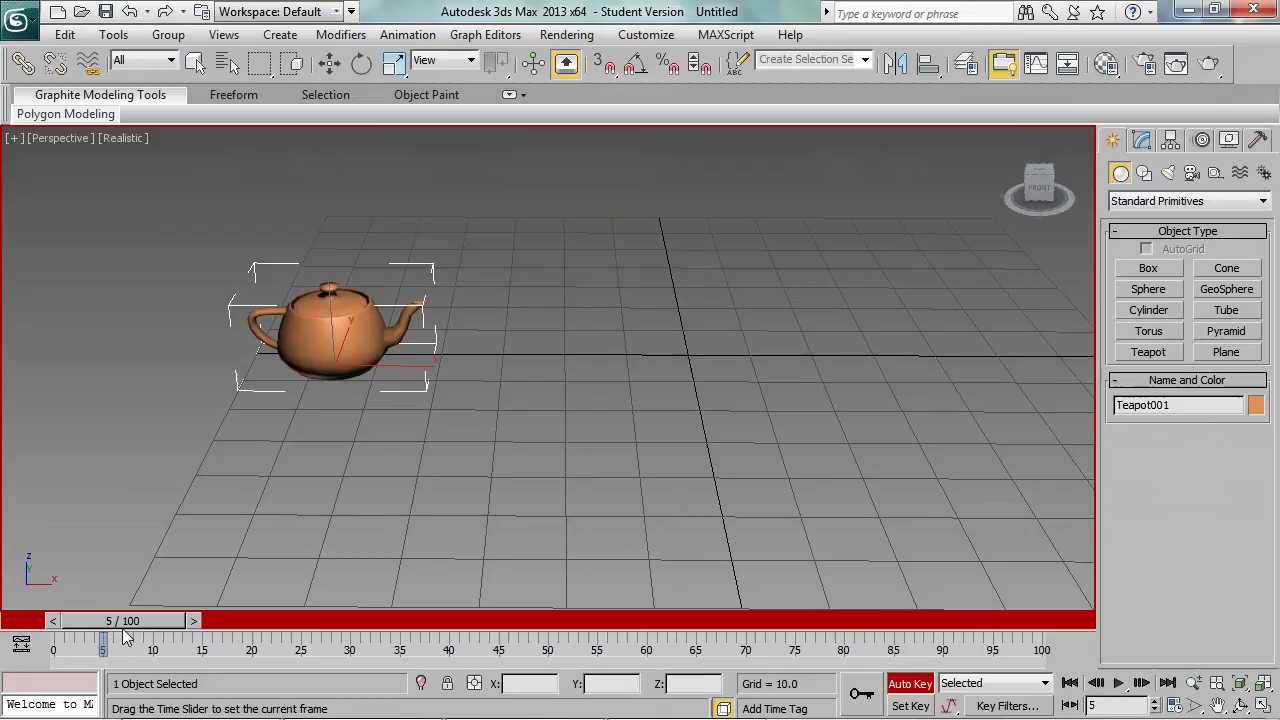 Workspace: Default
Autodesk 3ds Max 2013 x64 - Student Version Untitled
Type a keyword or phrase
Edit Tools Group Views Create Modifiers Animation Graph Editors Rendering Customize MAXScript Help
All
View
3
Create Selection Se
Graphite Modeling Tools Freeform Selection Object Paint
Polygon Modeling
[+] [Perspective] [Realistic]
FRONT
Standard Primitives
- Object Type
AutoGrid
Box Cone
Sphere GeoSphere
Cylinder Tube
Torus Pyramid
Teapot Plane
- Name and Color
Teapot001
y
x
z
y
x
< 5 / 100 >
0 5 10 15 20 25 30 35 40 45 50 55 60 65 70 75 80 85 90 95 100
1 Object Selected X: Y: Z: Grid = 10.0 Auto Key Selected
Welcome to M
Drag the Time Slider to set the current frame Add Time Tag Set Key Key Filters... 5